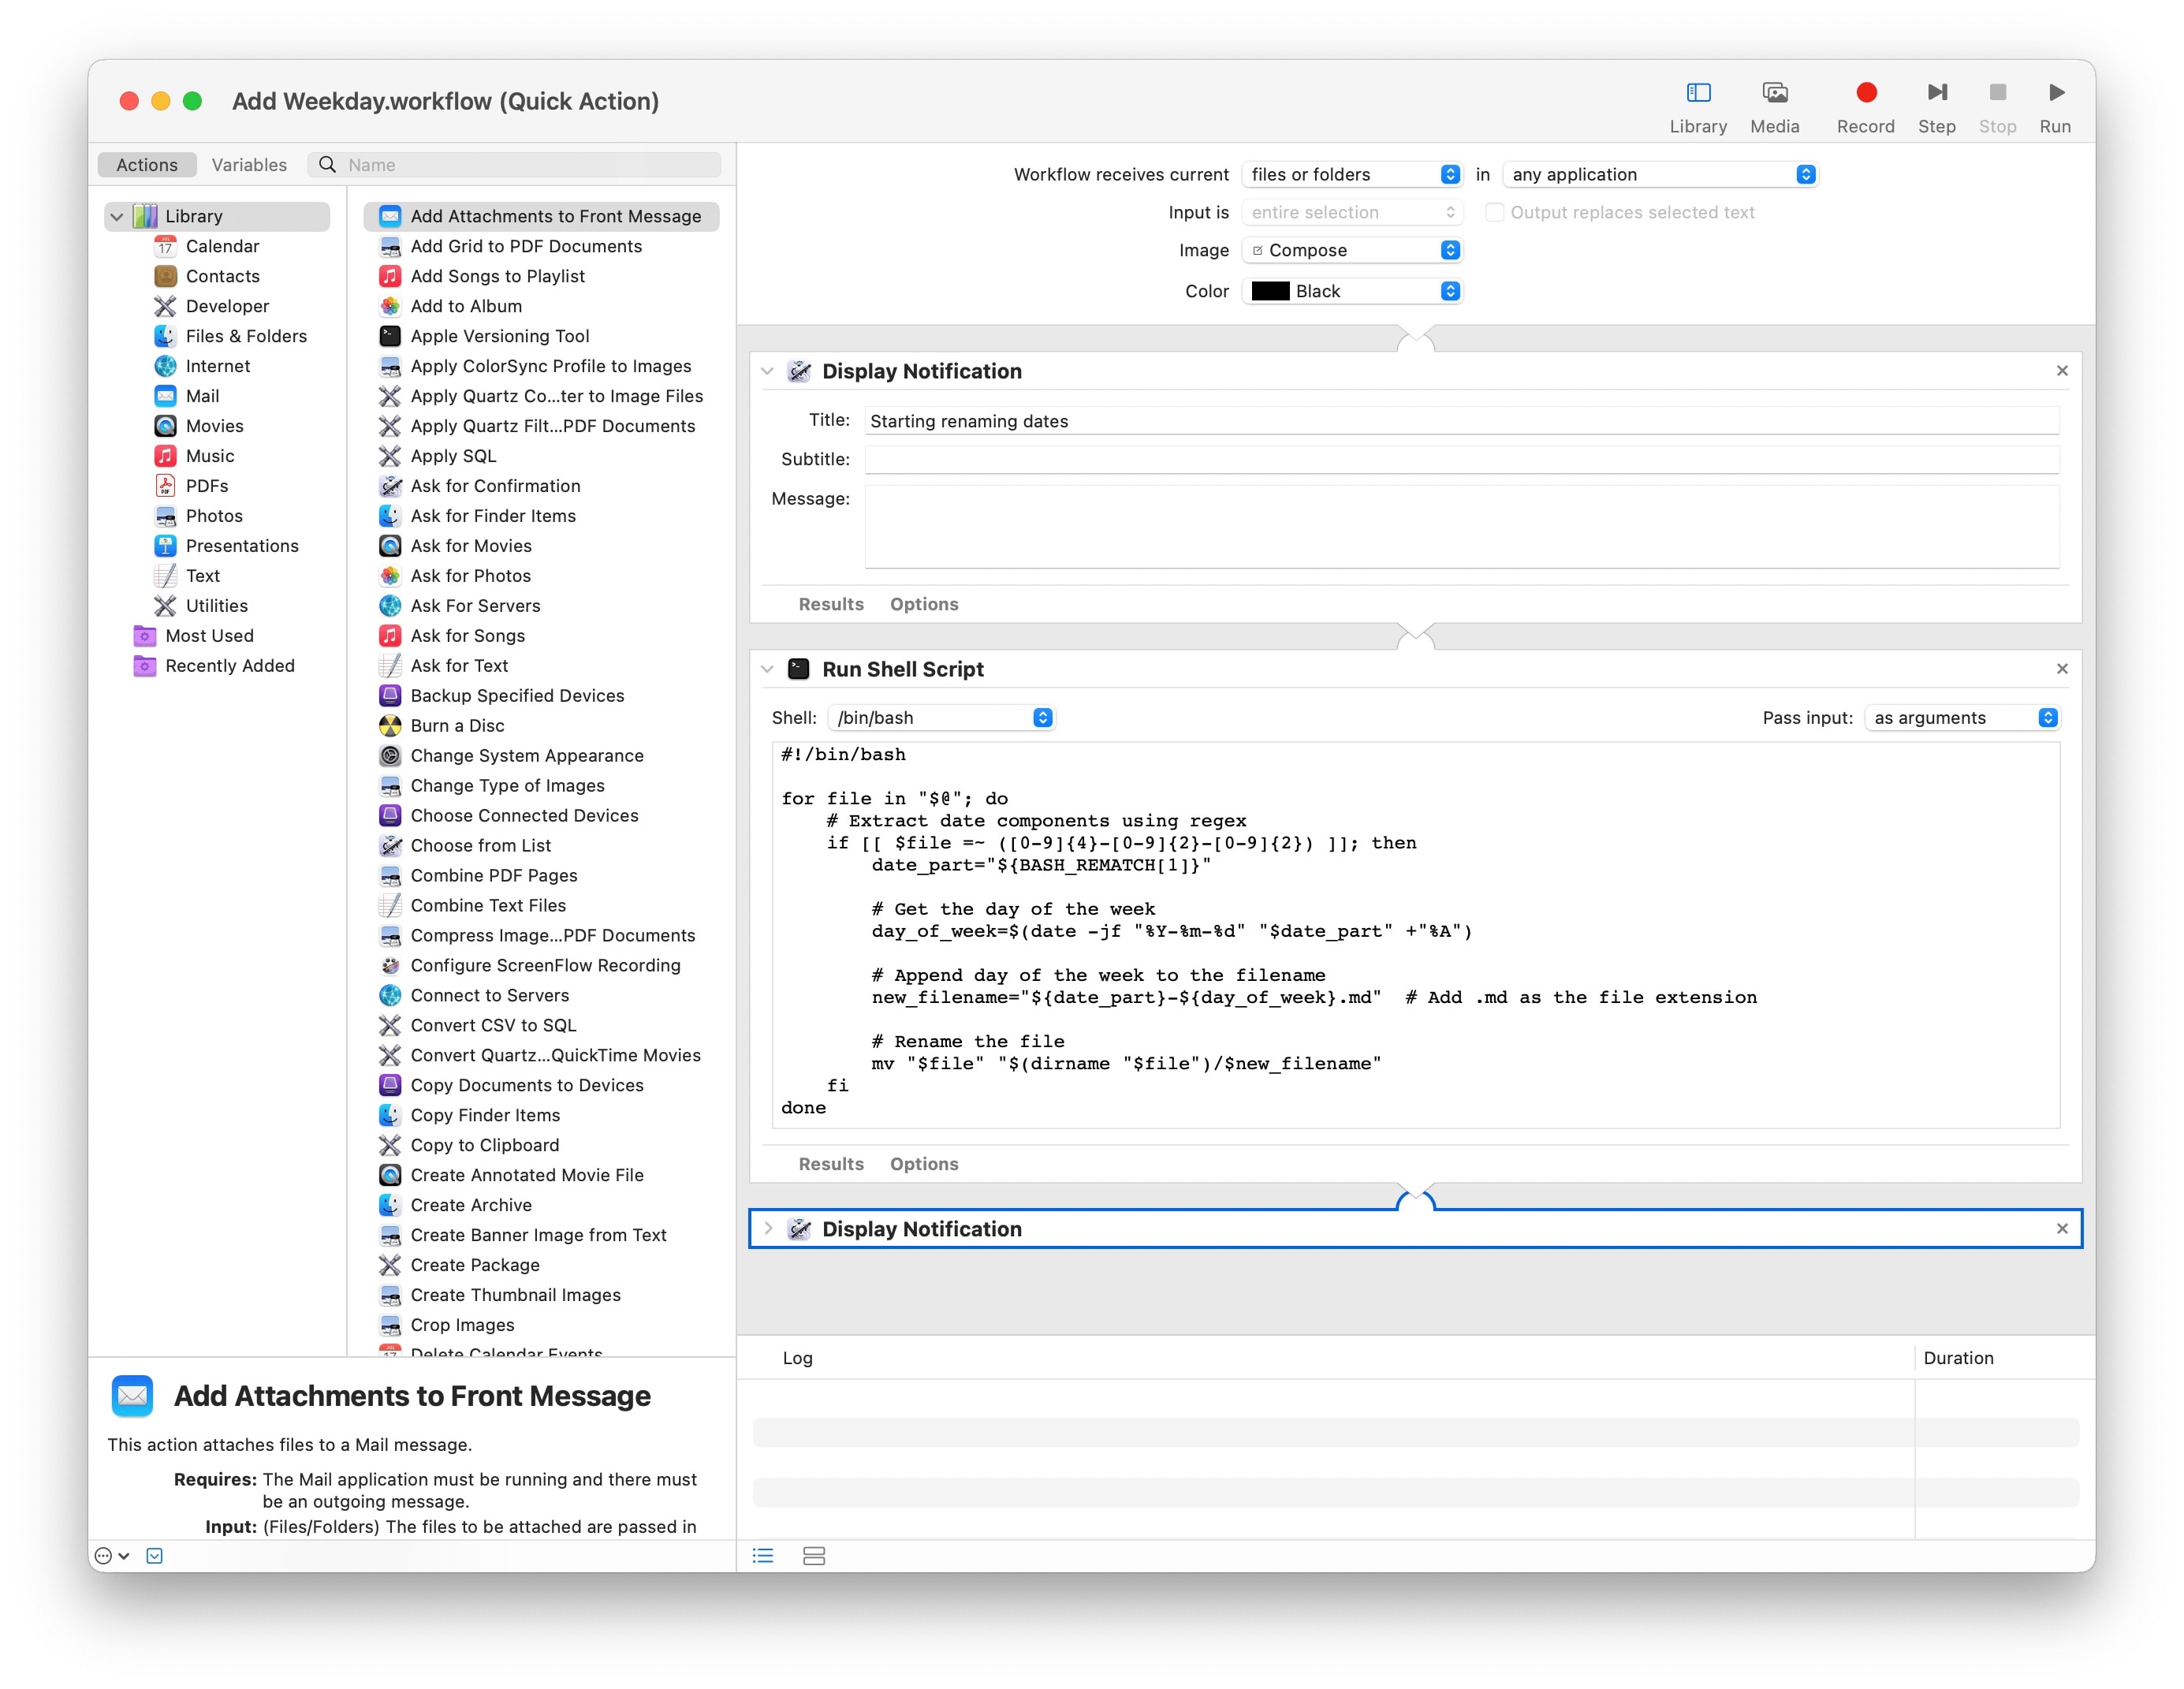 Add Weekday.workflow (Quick Action)
Library
Media
Record
Step
Stop
Run
Actions
Variables
Name
Library
Calendar
Contacts
Developer
Files & Folders
Internet
Mail
Movies
Music
PDFs
Photos
Presentations
Text
Utilities
Most Used
Recently Added
Add Attachments to Front Message
Add Grid to PDF Documents
Add Songs to Playlist
Add to Album
Apple Versioning Tool
Apply ColorSync Profile to Images
Apply Quartz Co...ter to Image Files
Apply Quartz Filt...PDF Documents
Apply SQL
Ask for Confirmation
Ask for Finder Items
Ask for Movies
Ask for Photos
Ask For Servers
Ask for Songs
Ask for Text
Backup Specified Devices
Burn a Disc
Change System Appearance
Change Type of Images
Choose Connected Devices
Choose from List
Combine PDF Pages
Combine Text Files
Compress Image...PDF Documents
Configure ScreenFlow Recording
Connect to Servers
Convert CSV to SQL
Convert Quartz...QuickTime Movies
Copy Documents to Devices
Copy Finder Items
Copy to Clipboard
Create Annotated Movie File
Create Archive
Create Banner Image from Text
Create Package
Create Thumbnail Images
Crop Images
Delete Calendar Events
Add Attachments to Front Message
This action attaches files to a Mail message.
Requires: The Mail application must be running and there must
be an outgoing message.
Input: (Files/Folders) The files to be attached are passed in
Workflow receives current files or folders in any application
Input is entire selection Output replaces selected text
Image Compose
Color Black
Display Notification
Title: Starting renaming dates
Subtitle:
Message:
Results Options
Run Shell Script
Shell: /bin/bash Pass input: as arguments
#!/bin/bash
for file in "$@"; do
# Extract date components using regex
if [[ $file =~ ([0-9]{4}-[0-9]{2}-[0-9]{2}) ]]; then
date_part="${BASH_REMATCH[1]}"
# Get the day of the week
day_of_week=$(date -jf "%Y-%m-%d" "$date_part" +"%A")
# Append day of the week to the filename
new_filename="${date_part}-${day_of_week}.md"  # Add .md as the file extension
# Rename the file
mv "$file" "$(dirname "$file")/$new_filename"
fi
done
Results Options
Display Notification
Log Duration